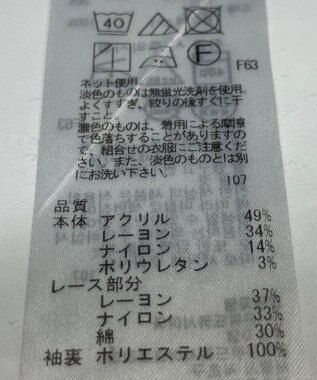 40
F
F63
ネット使用
淡色のものは無蛍光洗剤を使用
よくすすぎ、絞りの後すぐに干
すこと。
濃色のものは、着用による摩擦
で色落ちすることがありますの
で、組合せの衣服にご注意くだ
さい。また、淡色のものとは別
にお洗い下さい。
107
品質
本体 アクリル 49%
レーヨン 34%
ナイロン 14%
ポリウレタン 3%
レース部分
レーヨン 37%
ナイロン 33%
綿 30%
袖裏 ポリエステル 100%